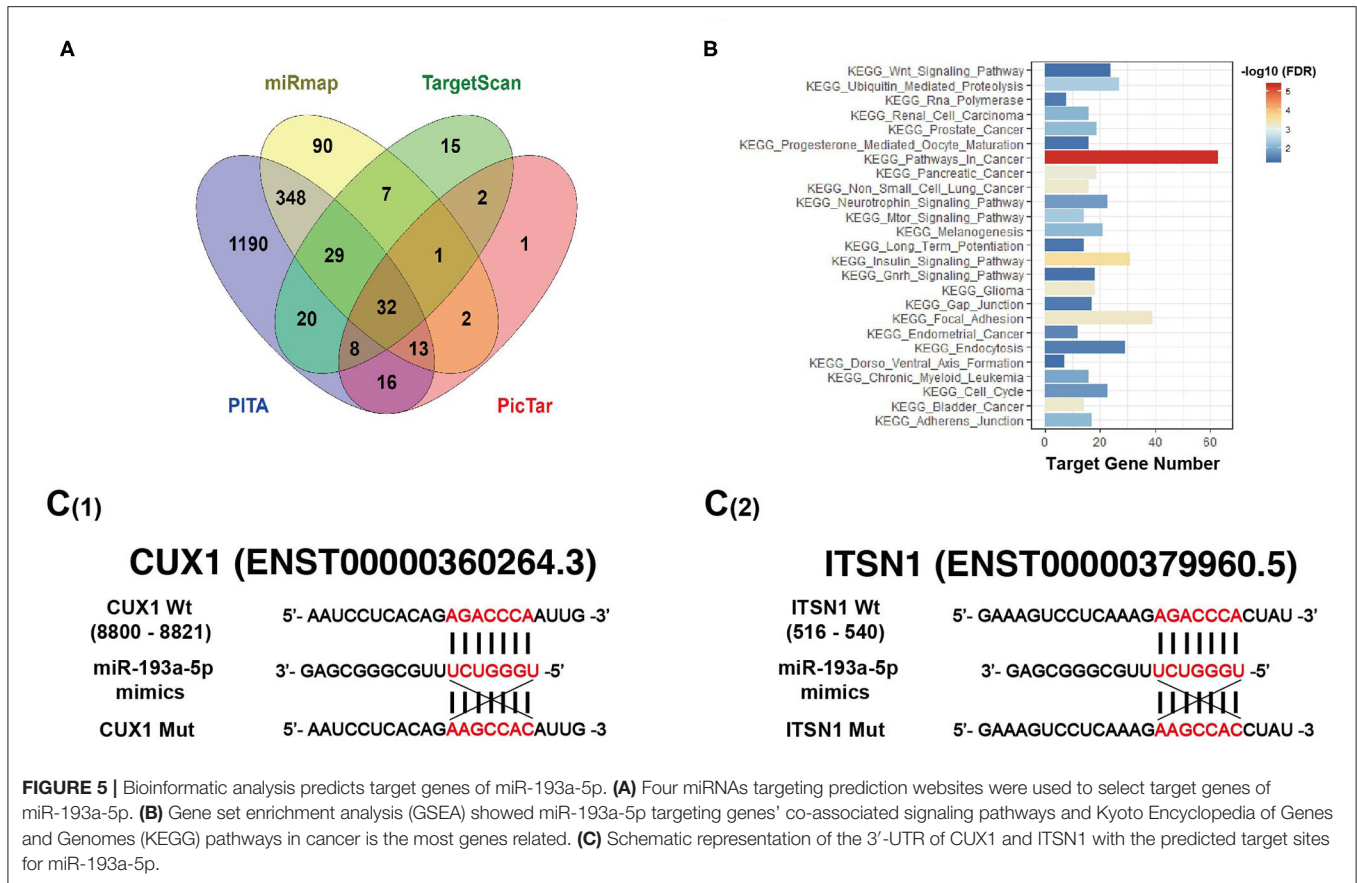 A
miRmap
TargetScan
90
15
348
7
2
1190
29
1
1
32
20
2
8
13
16
PITA
PicTar
B
KEGG_Wnt_Signaling_Pathway
KEGG_Ubiquitin_Mediated_Proteolysis
KEGG_Rna_Polymerase
KEGG_Renal_Cell_Carcinoma
KEGG_Prostate_Cancer
KEGG_Progesterone_Mediated_Oocyte_Maturation
KEGG_Pathways_In_Cancer
KEGG_Pancreatic_Cancer
KEGG_Non_Small_Cell_Lung_Cancer
KEGG_Neurotrophin_Signaling_Pathway
KEGG_Mtor_Signaling_Pathway
KEGG_Melanogenesis
KEGG_Long_Term_Potentiation
KEGG_Insulin_Signaling_Pathway
KEGG_Gnrh_Signaling_Pathway
KEGG_Glioma
KEGG_Gap_Junction
KEGG_Focal_Adhesion
KEGG_Endometrial_Cancer
KEGG_Endocytosis
KEGG_Dorso_Ventral_Axis_Formation
KEGG_Chronic_Myeloid_Leukemia
KEGG_Cell_Cycle
KEGG_Bladder_Cancer
KEGG_Adherens_Junction
0 20 40 60
Target Gene Number
-log10 (FDR)
5
4
3
2
C(1)
CUX1 (ENST00000360264.3)
CUX1 Wt
(8800 - 8821)
5'- AAUCCUCACAGAGACCCAAUUG -3'
miR-193a-5p
mimics
3'- GAGCGGGCGUUUCUGGGU -5'
CUX1 Mut
5'- AAUCCUCACAGAAGCCACAUUG -3
C(2)
ITSN1 (ENST00000379960.5)
ITSN1 Wt
(516 - 540)
5'- GAAAGUCCUCAAAGAGACCCACUAU -3'
miR-193a-5p
mimics
3'- GAGCGGGCGUUUCUGGGU -5'
ITSN1 Mut
5'- GAAAGUCCUCAAAGAAGCCACCUAU -3
FIGURE 5 | Bioinformatic analysis predicts target genes of miR-193a-5p. (A) Four miRNAs targeting prediction websites were used to select target genes of
miR-193a-5p. (B) Gene set enrichment analysis (GSEA) showed miR-193a-5p targeting genes' co-associated signaling pathways and Kyoto Encyclopedia of Genes
and Genomes (KEGG) pathways in cancer is the most genes related. (C) Schematic representation of the 3′-UTR of CUX1 and ITSN1 with the predicted target sites
for miR-193a-5p.